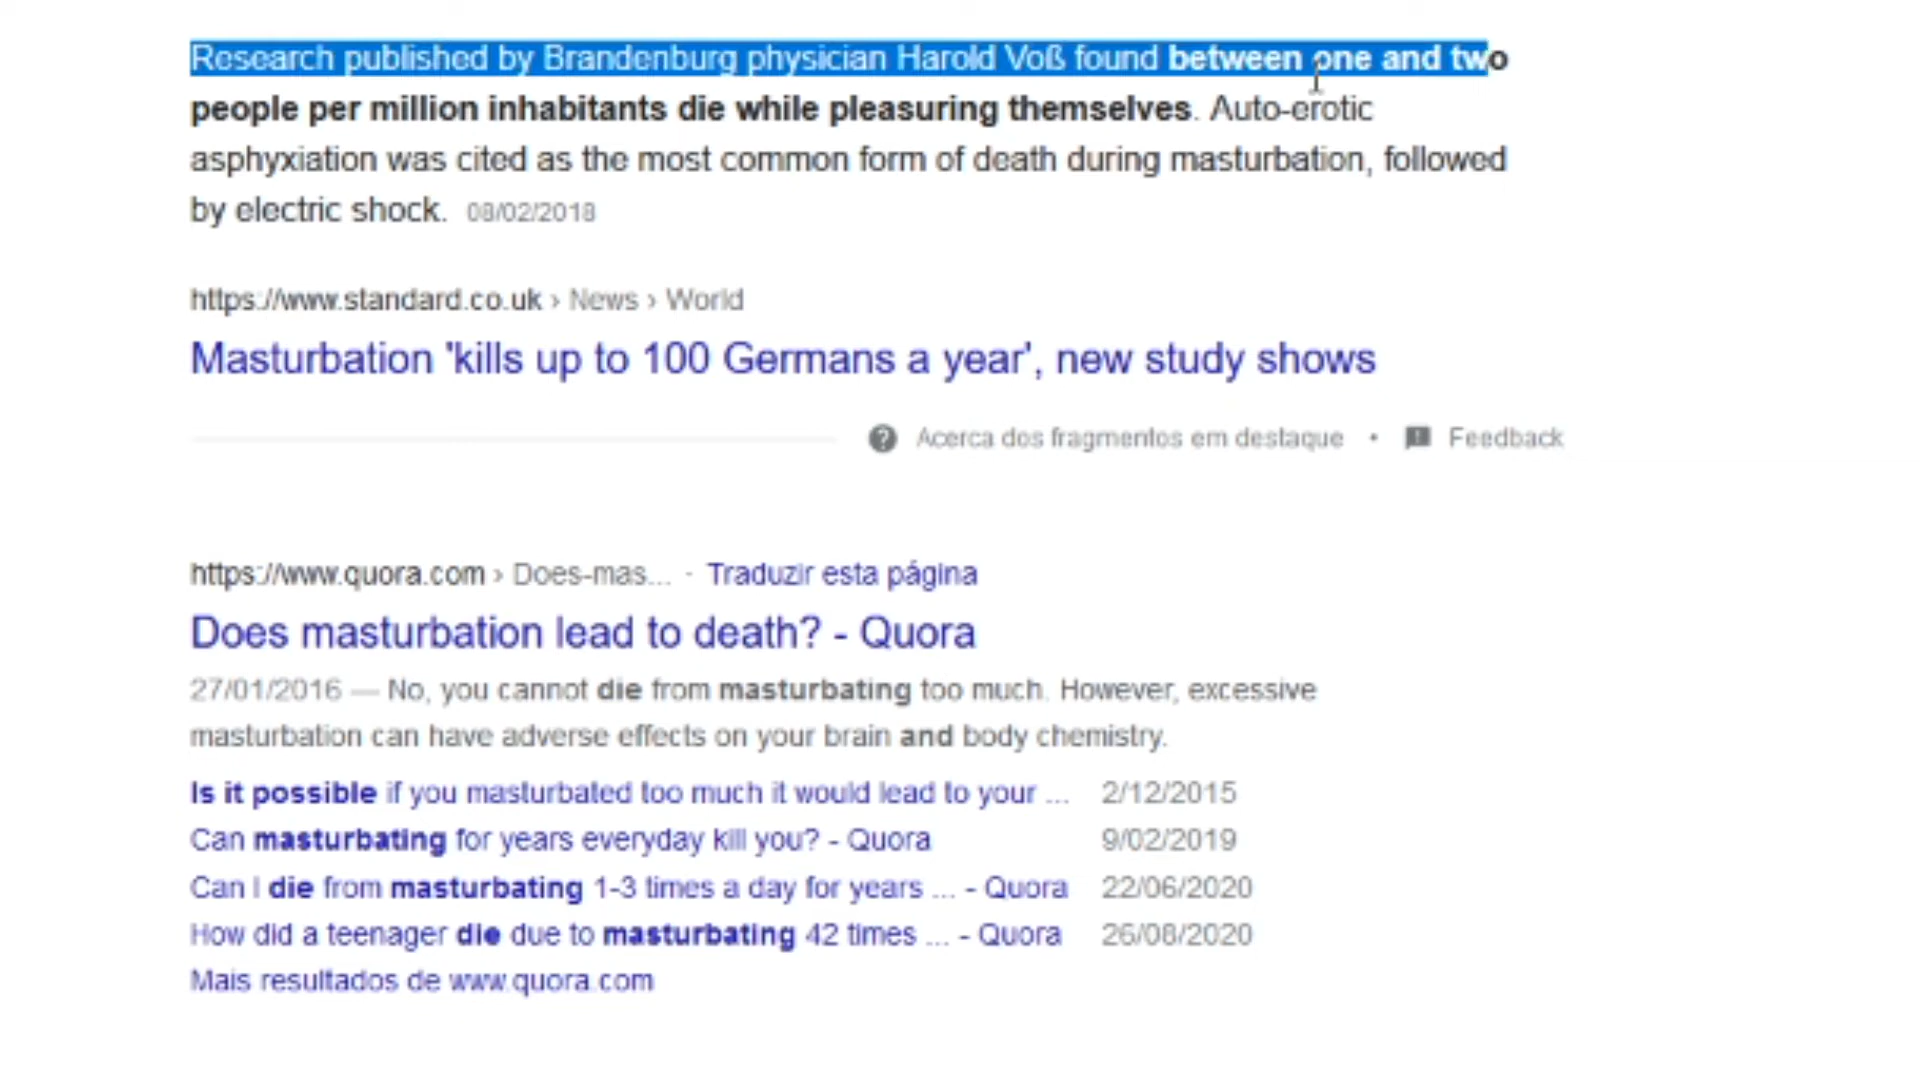 Research published by Brandenburg physician Harold Voß found between one and two
people per million inhabitants die while pleasuring themselves. Auto-erotic
asphyxiation was cited as the most common form of death during masturbation, followed
by electric shock. 08/02/2018
https://www.standard.co.uk › News › World
Masturbation 'kills up to 100 Germans a year', new study shows
Acerca dos fragmentos em destaque • Feedback
https://www.quora.com › Does-mas... · Traduzir esta página
Does masturbation lead to death? - Quora
27/01/2016 — No, you cannot die from masturbating too much. However, excessive
masturbation can have adverse effects on your brain and body chemistry.
Is it possible if you masturbated too much it would lead to your ... 2/12/2015
Can masturbating for years everyday kill you? - Quora 9/02/2019
Can I die from masturbating 1-3 times a day for years ... - Quora 22/06/2020
How did a teenager die due to masturbating 42 times ... - Quora 26/08/2020
Mais resultados de www.quora.com